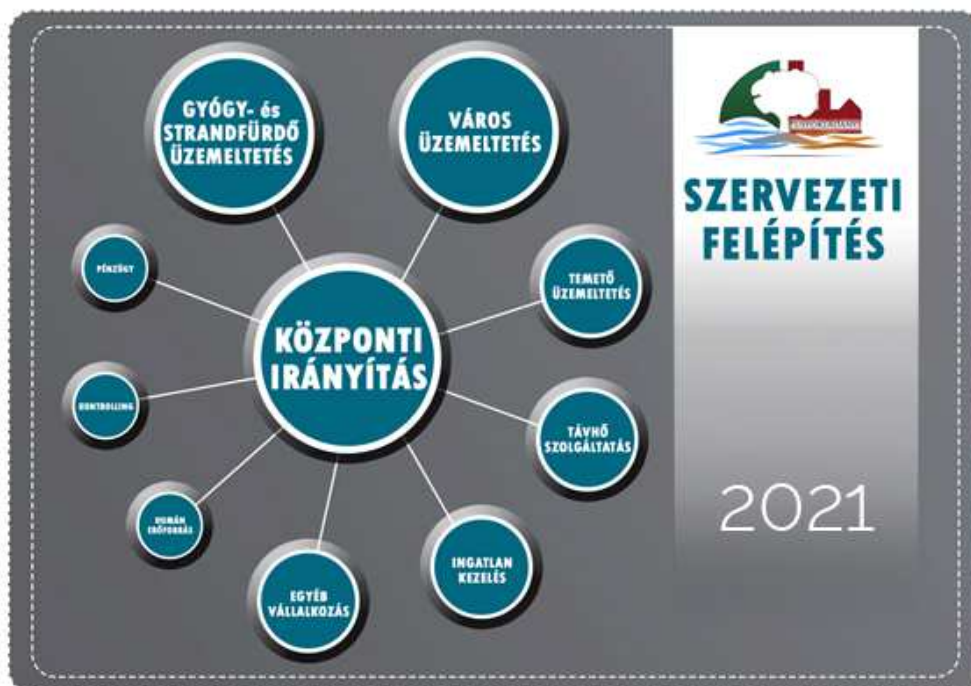 GYÓGY- és
STRANDFÜRDŐ
ÜZEMELTETÉS
VÁROS
ÜZEMELTETÉS
PÉNZÜGY
TEMETŐ
ÜZEMELTETÉS
KÖZPONTI
IRÁNYÍTÁS
KONTROLLING
TÁVHŐ
SZOLGÁLTATÁS
HUMÁN
ERŐFORRÁS
EGYÉB
VÁLLALKOZÁS
INGATLAN
KEZELÉS
SZERVEZETI
FELÉPÍTÉS
2021